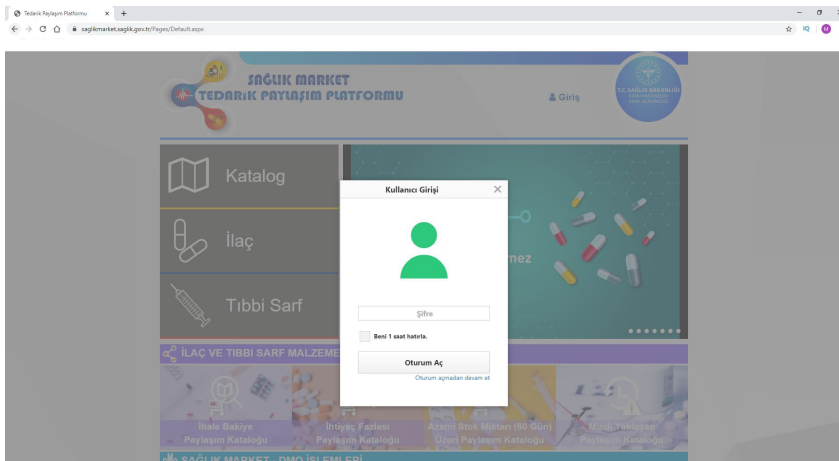 Tedarik Paylaşım Platformu
saglikmarket.saglik.gov.tr/Pages/Default.aspx
SAĞLIK MARKET
TEDARİK PAYLAŞIM PLATFORMU
Giriş
T.C. SAĞLIK BAKANLIĞI
Katalog
İlaç
Tıbbi Sarf
mez
Kullanıcı Girişi
Şifre
Beni 1 saat hatırla.
Oturum Aç
Oturum açmadan devam et
İLAÇ VE TIBBI SARF MALZEME
İhale Bakiye
Paylaşım Kataloğu
İhtiyaç Fazlası
Paylaşım Kataloğu
Azami Stok Miktarı (60 Gün)
Üzeri Paylaşım Kataloğu
Miadı Yaklaşan
Paylaşım Kataloğu
SAĞLIK MARKET - DMO İŞLEMLERİ